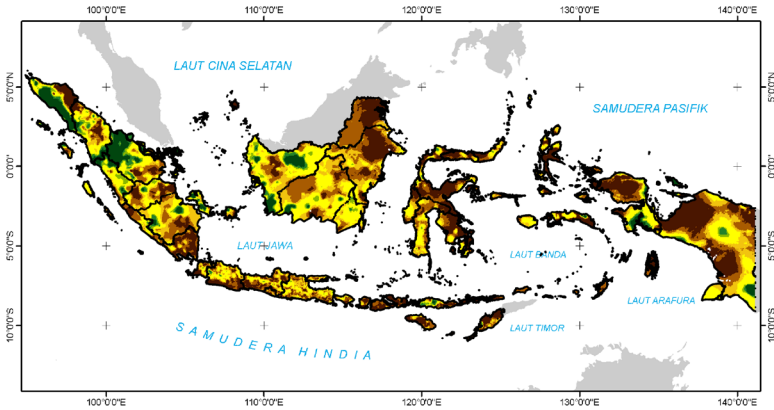 100°0'0"E 110°0'0"E 120°0'0"E 130°0'0"E 140°0'0"E
LAUT CINA SELATAN
5°0'0"N 5°0'0"N
SAMUDERA PASIFIK
0°0'0" 0°0'0"
LAUT JAWA
5°0'0"S 5°0'0"S
LAUT BANDA
LAUT ARAFURA
10°0'0"S 10°0'0"S
LAUT TIMOR
SAMUDERA HINDIA
100°0'0"E 110°0'0"E 120°0'0"E 130°0'0"E 140°0'0"E